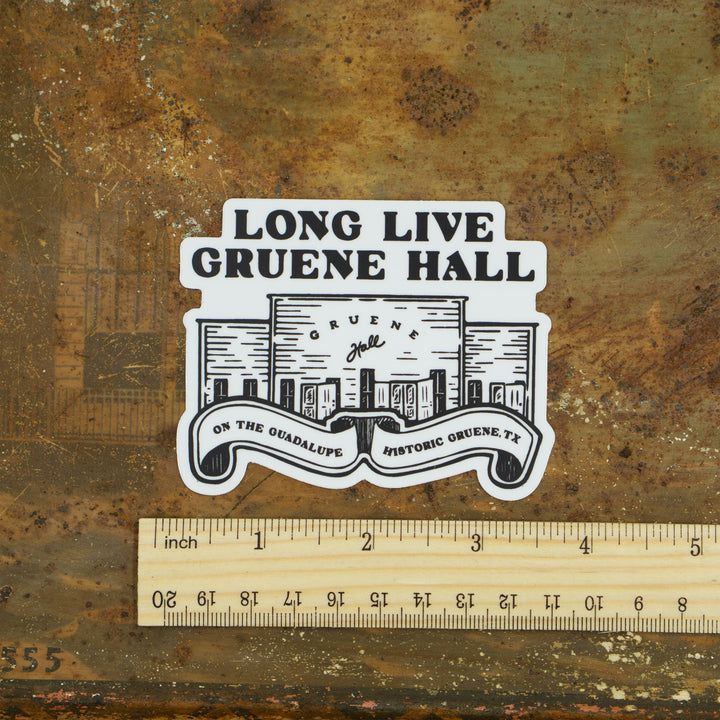 LONG LIVE
GRUENE HALL
GRUENE
Hall
ON THE GUADALUPE
HISTORIC GRUENE, TX
inch 1 2 3 4 5
20 19 18 17 16 15 14 13 12 11 10 9 8
555